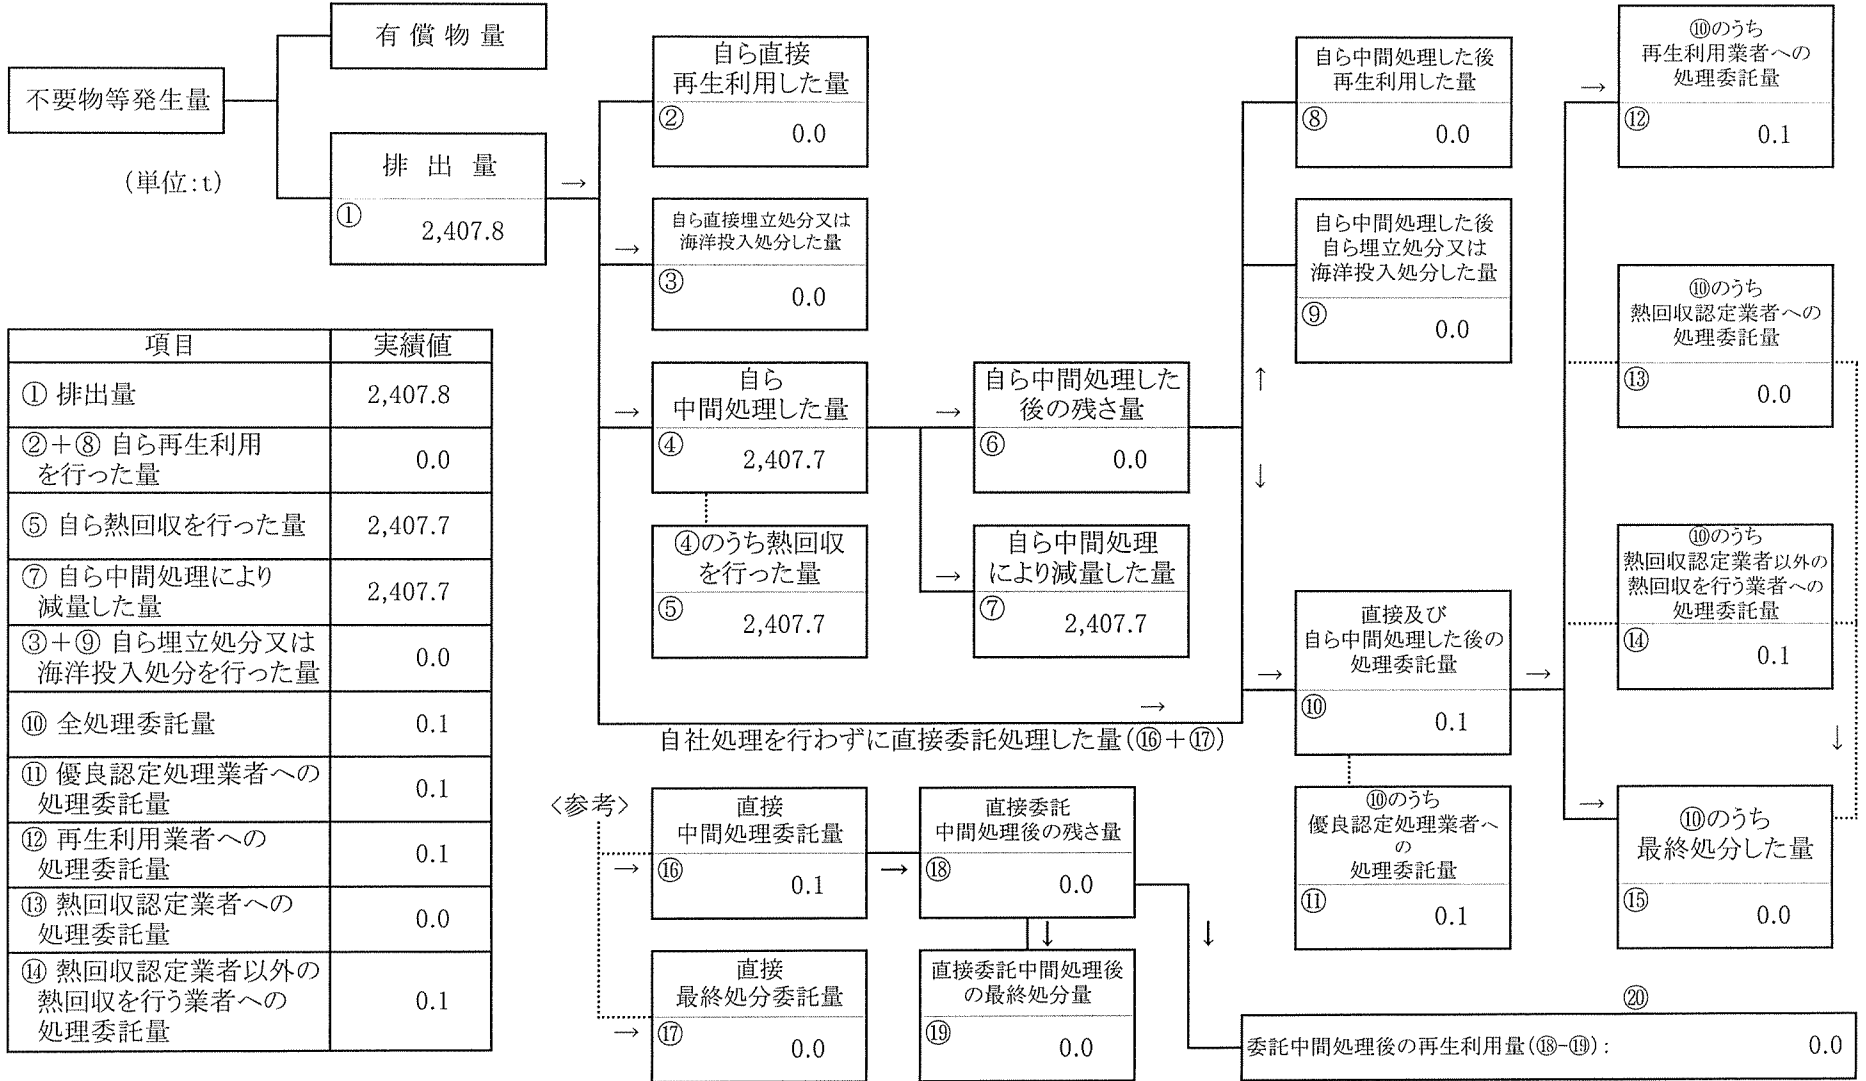 不要物等発生量
(単位:t)
有償物量
排出量
① 2,407.8
→
自ら直接
再生利用した量
② 0.0
→
自ら直接埋立処分又は
海洋投入処分した量
③ 0.0
→
自ら
中間処理した量
④ 2,407.7
④のうち熱回収
を行った量
⑤ 2,407.7
→
自ら中間処理した
後の残さ量
⑥ 0.0
→
自ら中間処理
により減量した量
⑦ 2,407.7
↑
↓
自ら中間処理した後
再生利用した量
⑧ 0.0
自ら中間処理した後
自ら埋立処分又は
海洋投入処分した量
⑨ 0.0
→
自社処理を行わずに直接委託処理した量(⑯+⑰)
→
直接及び
自ら中間処理した後の
処理委託量
⑩ 0.1
⑩のうち
優良認定処理業者へ
の
処理委託量
⑪ 0.1
→
→
⑩のうち
再生利用業者への
処理委託量
⑫ 0.1
⑩のうち
熱回収認定業者への
処理委託量
⑬ 0.0
⑩のうち
熱回収認定業者以外の
熱回収を行う業者への
処理委託量
⑭ 0.1
↓
→
⑩のうち
最終処分した量
⑮ 0.0
項目 実績値
① 排出量 2,407.8
②+⑧ 自ら再生利用
を行った量 0.0
⑤ 自ら熱回収を行った量 2,407.7
⑦ 自ら中間処理により
減量した量 2,407.7
③+⑨ 自ら埋立処分又は
海洋投入処分を行った量 0.0
⑩ 全処理委託量 0.1
⑪ 優良認定処理業者への
処理委託量 0.1
⑫ 再生利用業者への
処理委託量 0.1
⑬ 熱回収認定業者への
処理委託量 0.0
⑭ 熱回収認定業者以外の
熱回収を行う業者への
処理委託量 0.1
<参考>
→
直接
中間処理委託量
⑯ 0.1
→
直接委託
中間処理後の残さ量
⑱ 0.0
→
直接
最終処分委託量
⑰ 0.0
↓
直接委託中間処理後
の最終処分量
⑲ 0.0
↓
⑳
委託中間処理後の再生利用量(⑱-⑲): 0.0